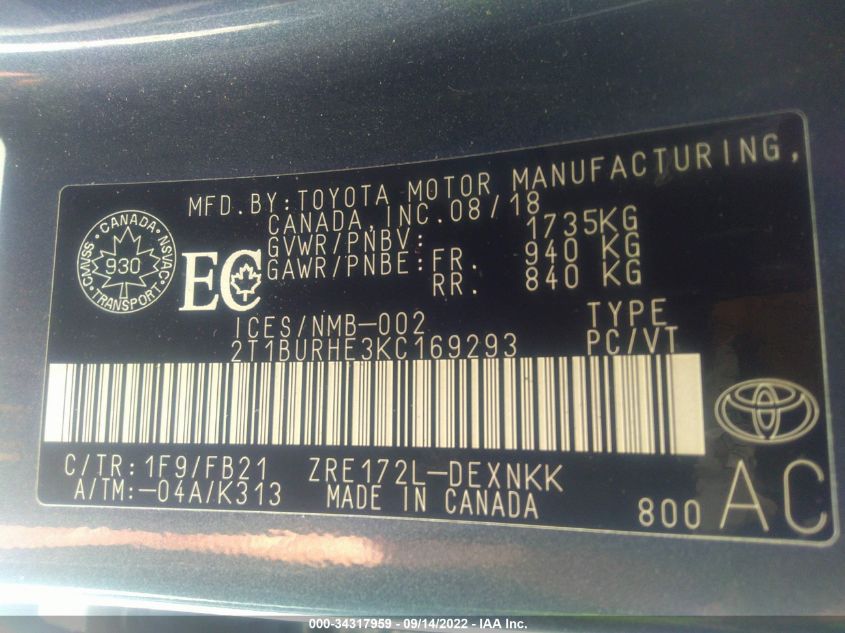 MFD.BY:TOYOTA MOTOR MANUFACTURING,
CANADA,INC.08/18
GVWR/PNBV: 1735KG
GAWR/PNBE:FR. 940 KG
RR. 840 KG
CANADA
CMVSS 930 NSVAC
TRANSPORT
EC
ICES/NMB-002 TYPE
2T1BURHE3KC169293 PC/VT
C/TR:1F9/FB21 ZRE172L-DEXNKK
A/TM:-04A/K313 MADE IN CANADA
800 AC
000-34317959 - 09/14/2022 - IAA Inc.